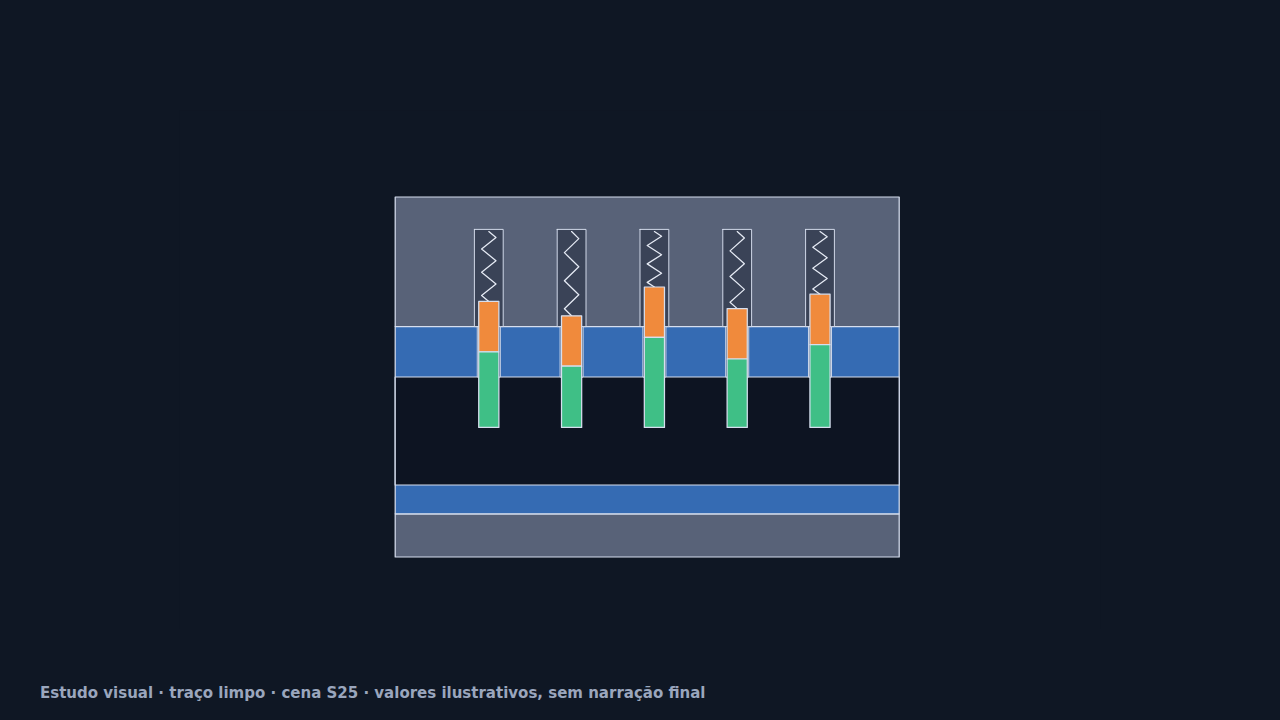 Estudo visual · traço limpo · cena S25 · valores ilustrativos, sem narração final